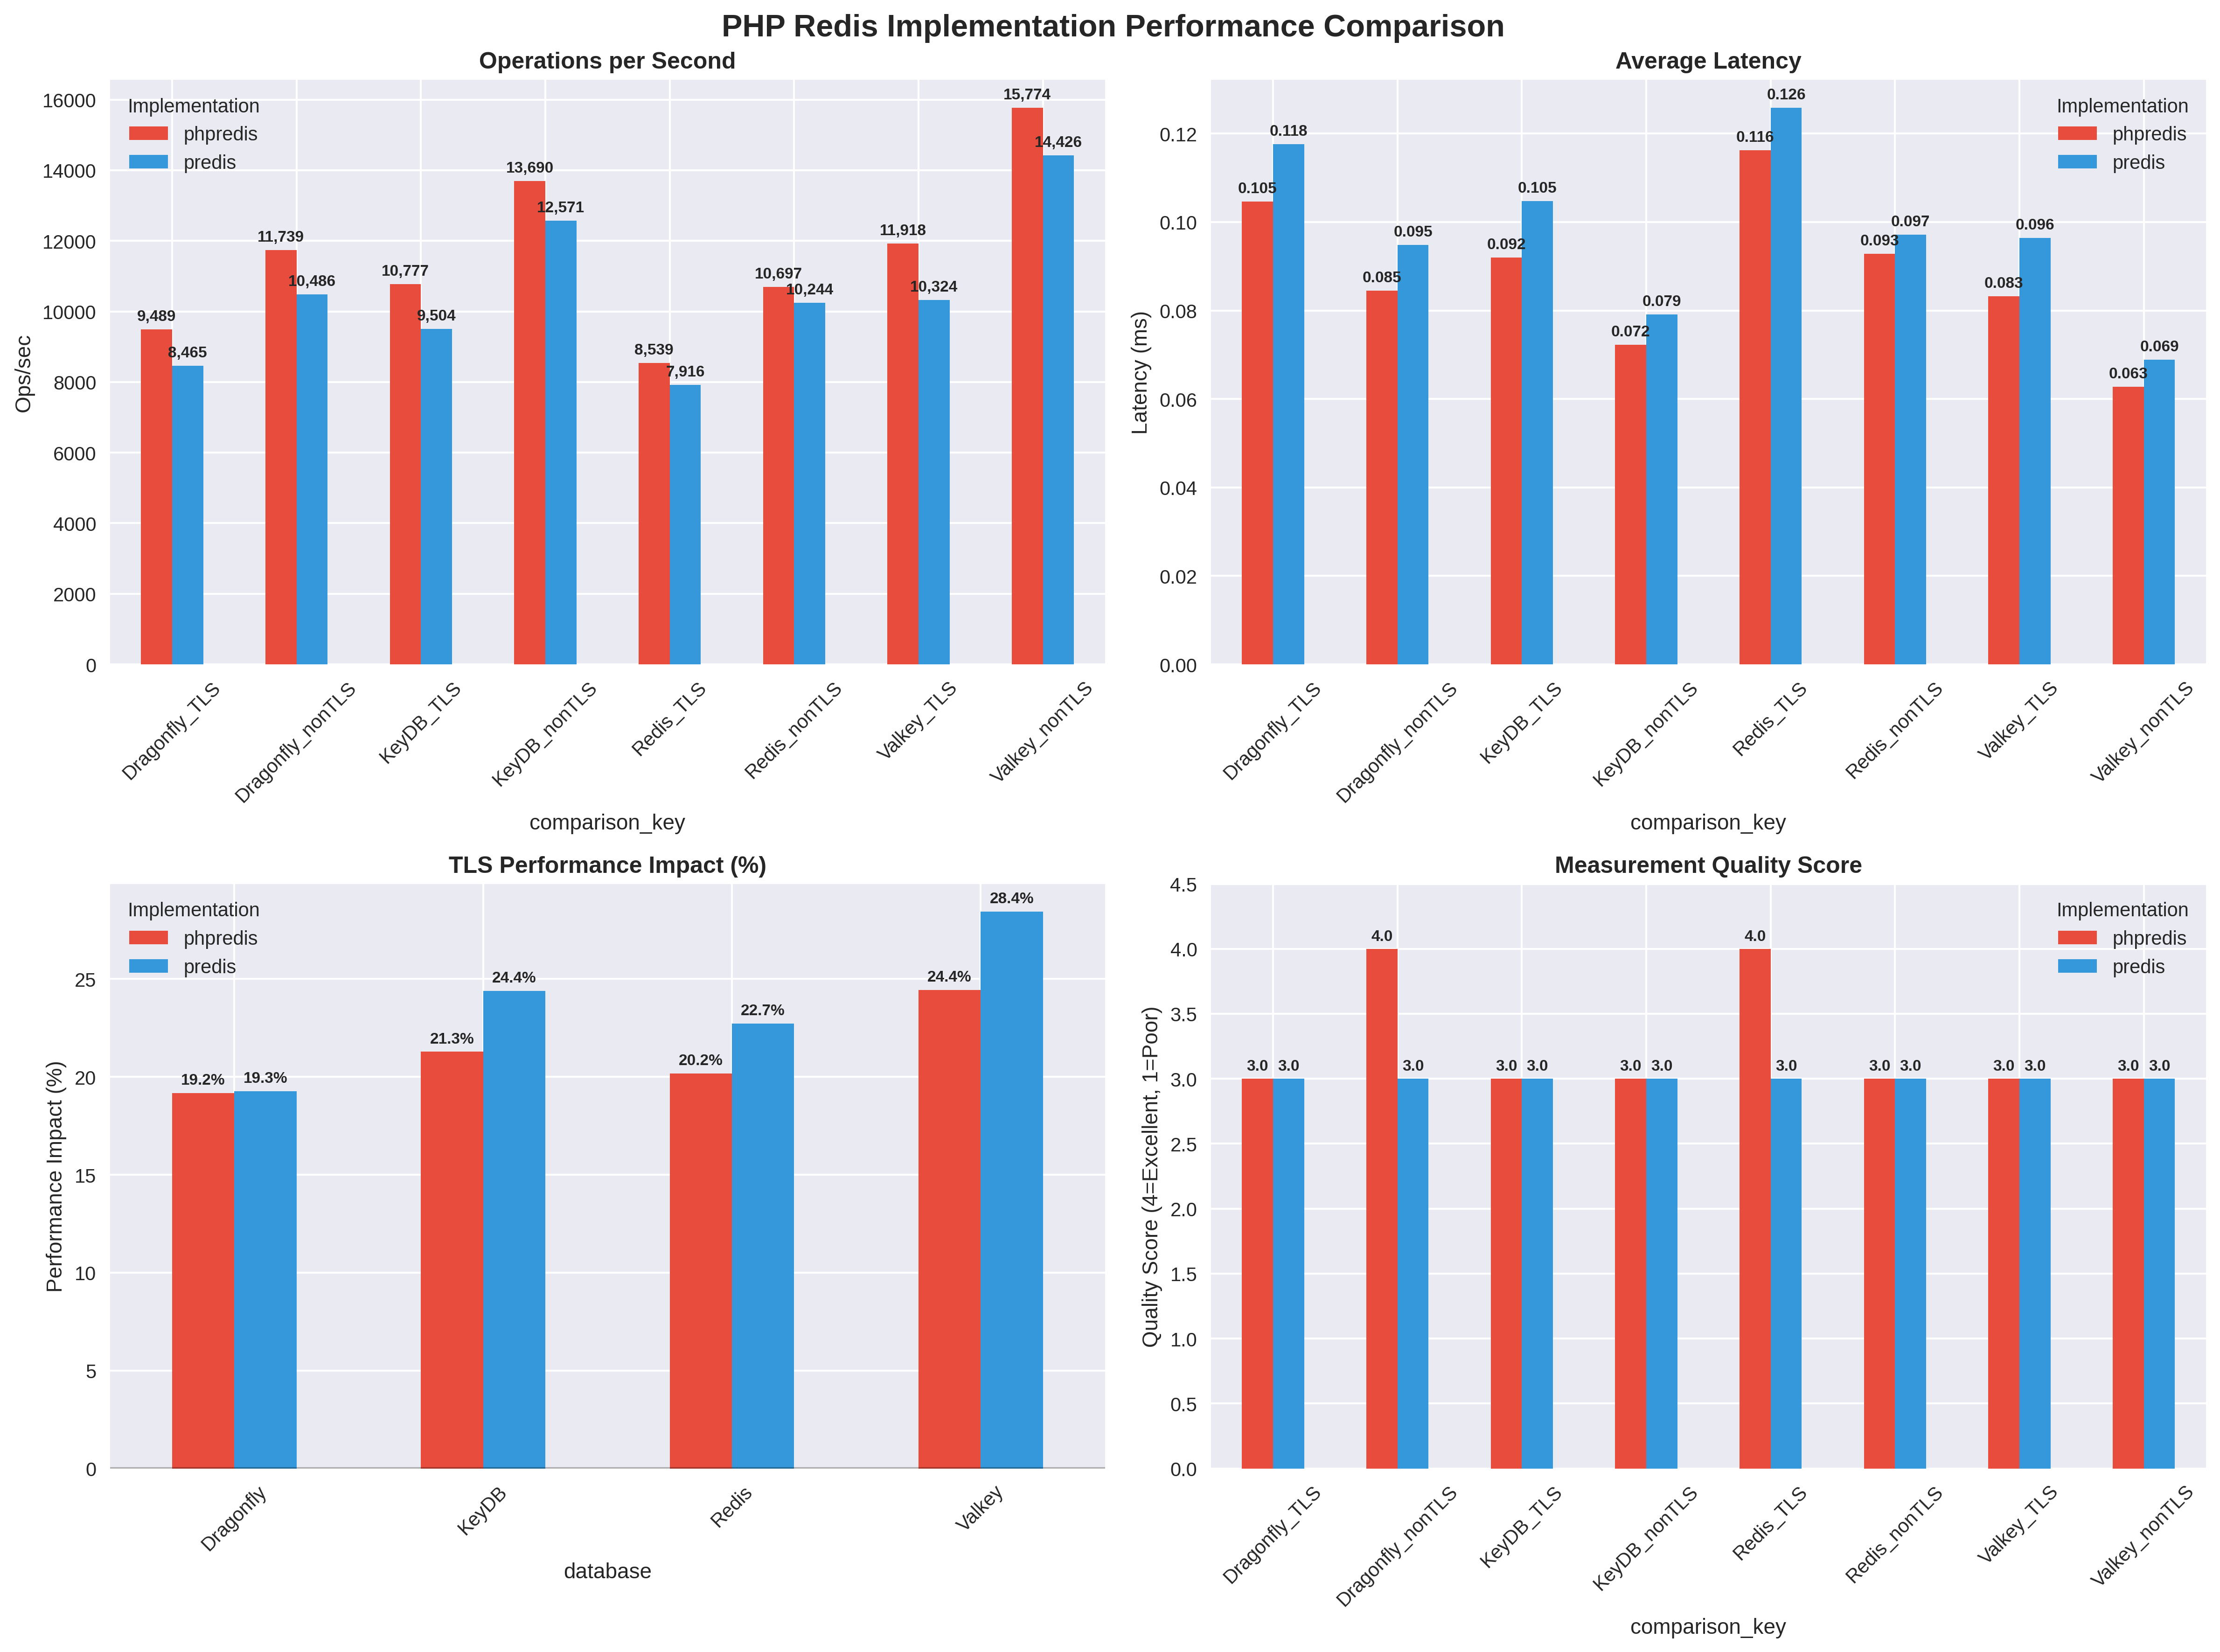 PHP Redis Implementation Performance Comparison
Operations per Second
Ops/sec
16000
14000
12000
10000
8000
6000
4000
2000
0
Implementation
phpredis
predis
9,489
8,465
11,739
10,486
10,777
9,504
13,690
12,571
8,539
7,916
10,697
10,244
11,918
10,324
15,774
14,426
Dragonfly_TLS
Dragonfly_nonTLS
KeyDB_TLS
KeyDB_nonTLS
Redis_TLS
Redis_nonTLS
Valkey_TLS
Valkey_nonTLS
comparison_key
Average Latency
Latency (ms)
0.12
0.10
0.08
0.06
0.04
0.02
0.00
Implementation
phpredis
predis
0.105
0.118
0.085
0.095
0.092
0.105
0.072
0.079
0.116
0.126
0.093
0.097
0.083
0.096
0.063
0.069
Dragonfly_TLS
Dragonfly_nonTLS
KeyDB_TLS
KeyDB_nonTLS
Redis_TLS
Redis_nonTLS
Valkey_TLS
Valkey_nonTLS
comparison_key
TLS Performance Impact (%)
Performance Impact (%)
25
20
15
10
5
0
Implementation
phpredis
predis
19.2%
19.3%
21.3%
24.4%
20.2%
22.7%
24.4%
28.4%
Dragonfly
KeyDB
Redis
Valkey
database
Measurement Quality Score
Quality Score (4=Excellent, 1=Poor)
4.5
4.0
3.5
3.0
2.5
2.0
1.5
1.0
0.5
0.0
Implementation
phpredis
predis
3.0
3.0
4.0
3.0
3.0
3.0
3.0
3.0
4.0
3.0
3.0
3.0
3.0
3.0
3.0
3.0
Dragonfly_TLS
Dragonfly_nonTLS
KeyDB_TLS
KeyDB_nonTLS
Redis_TLS
Redis_nonTLS
Valkey_TLS
Valkey_nonTLS
comparison_key